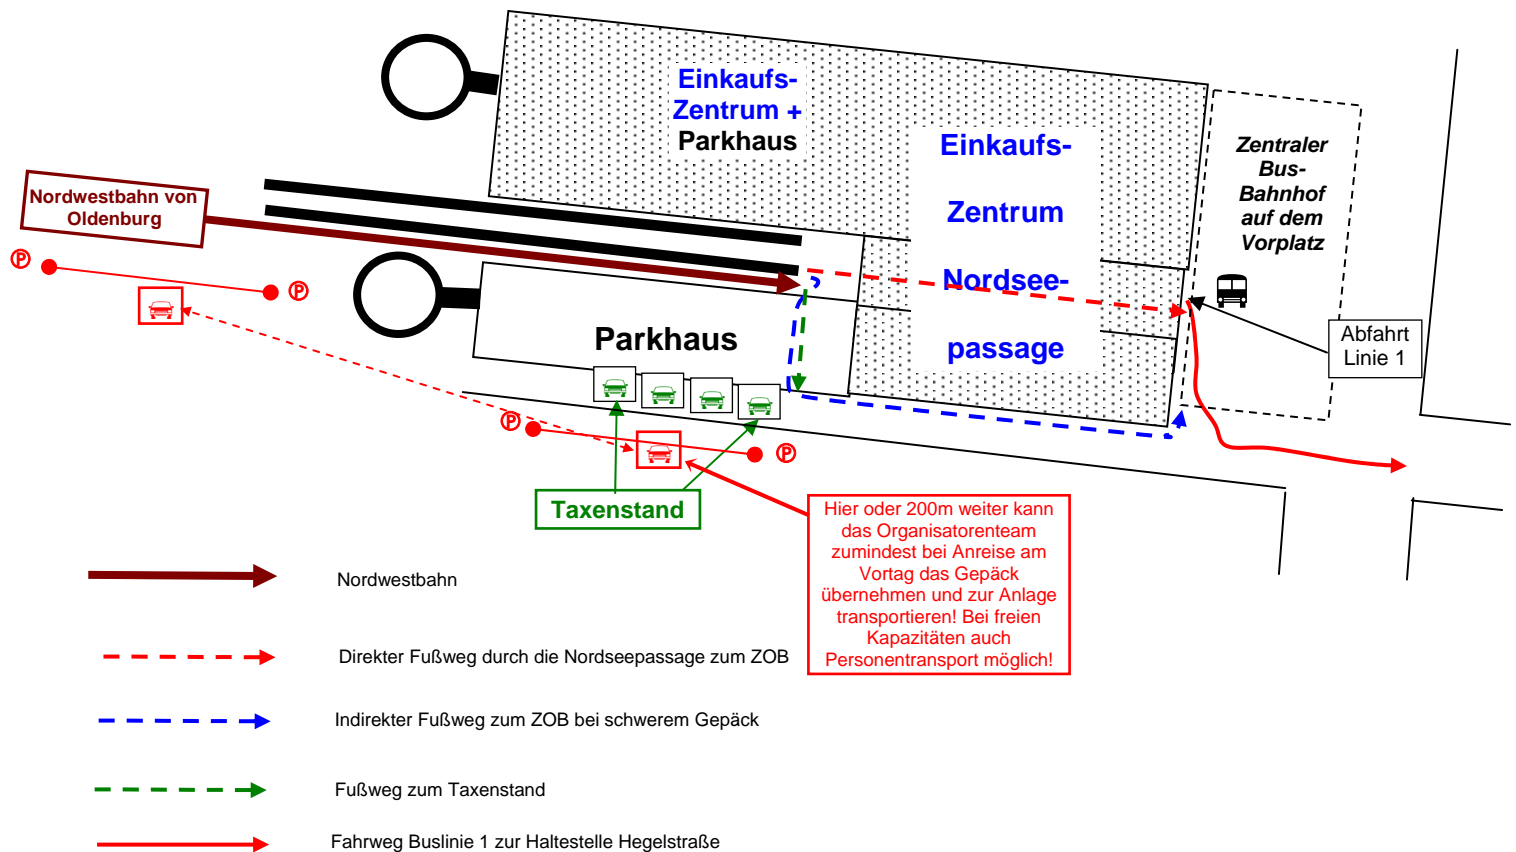 Einkaufs-
Zentrum +
Parkhaus
Einkaufs-
Zentrum
Nordsee-
passage
Zentraler
Bus-
Bahnhof
auf dem
Vorplatz
Nordwestbahn von
Oldenburg
P
P
Parkhaus
Abfahrt
Linie 1
P
P
Taxenstand
Hier oder 200m weiter kann
das Organisatorenteam
zumindest bei Anreise am
Vortag das Gepäck
übernehmen und zur Anlage
transportieren! Bei freien
Kapazitäten auch
Personentransport möglich!
Nordwestbahn
Direkter Fußweg durch die Nordseepassage zum ZOB
Indirekter Fußweg zum ZOB bei schwerem Gepäck
Fußweg zum Taxenstand
Fahrweg Buslinie 1 zur Haltestelle Hegelstraße